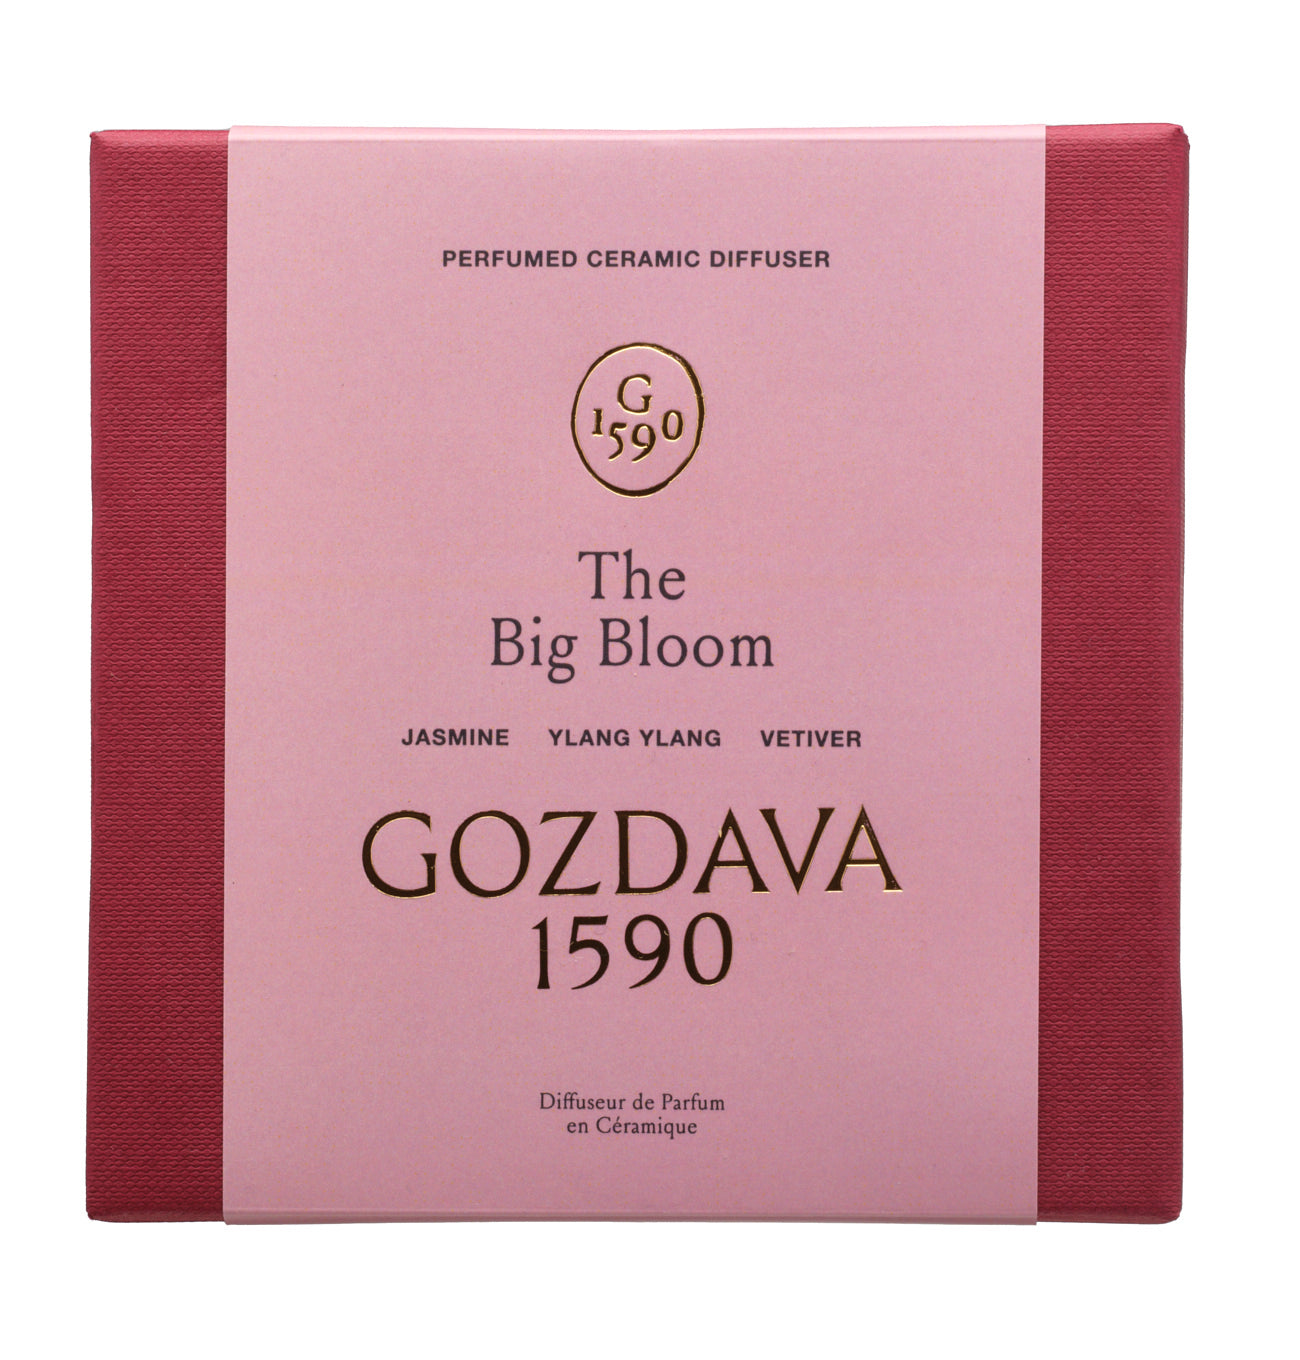 PERFUMED CERAMIC DIFFUSER
G
1590
The
Big Bloom
JASMINE YLANG YLANG VETIVER
GOZDAVA
1590
Diffuseur de Parfum
en Céramique